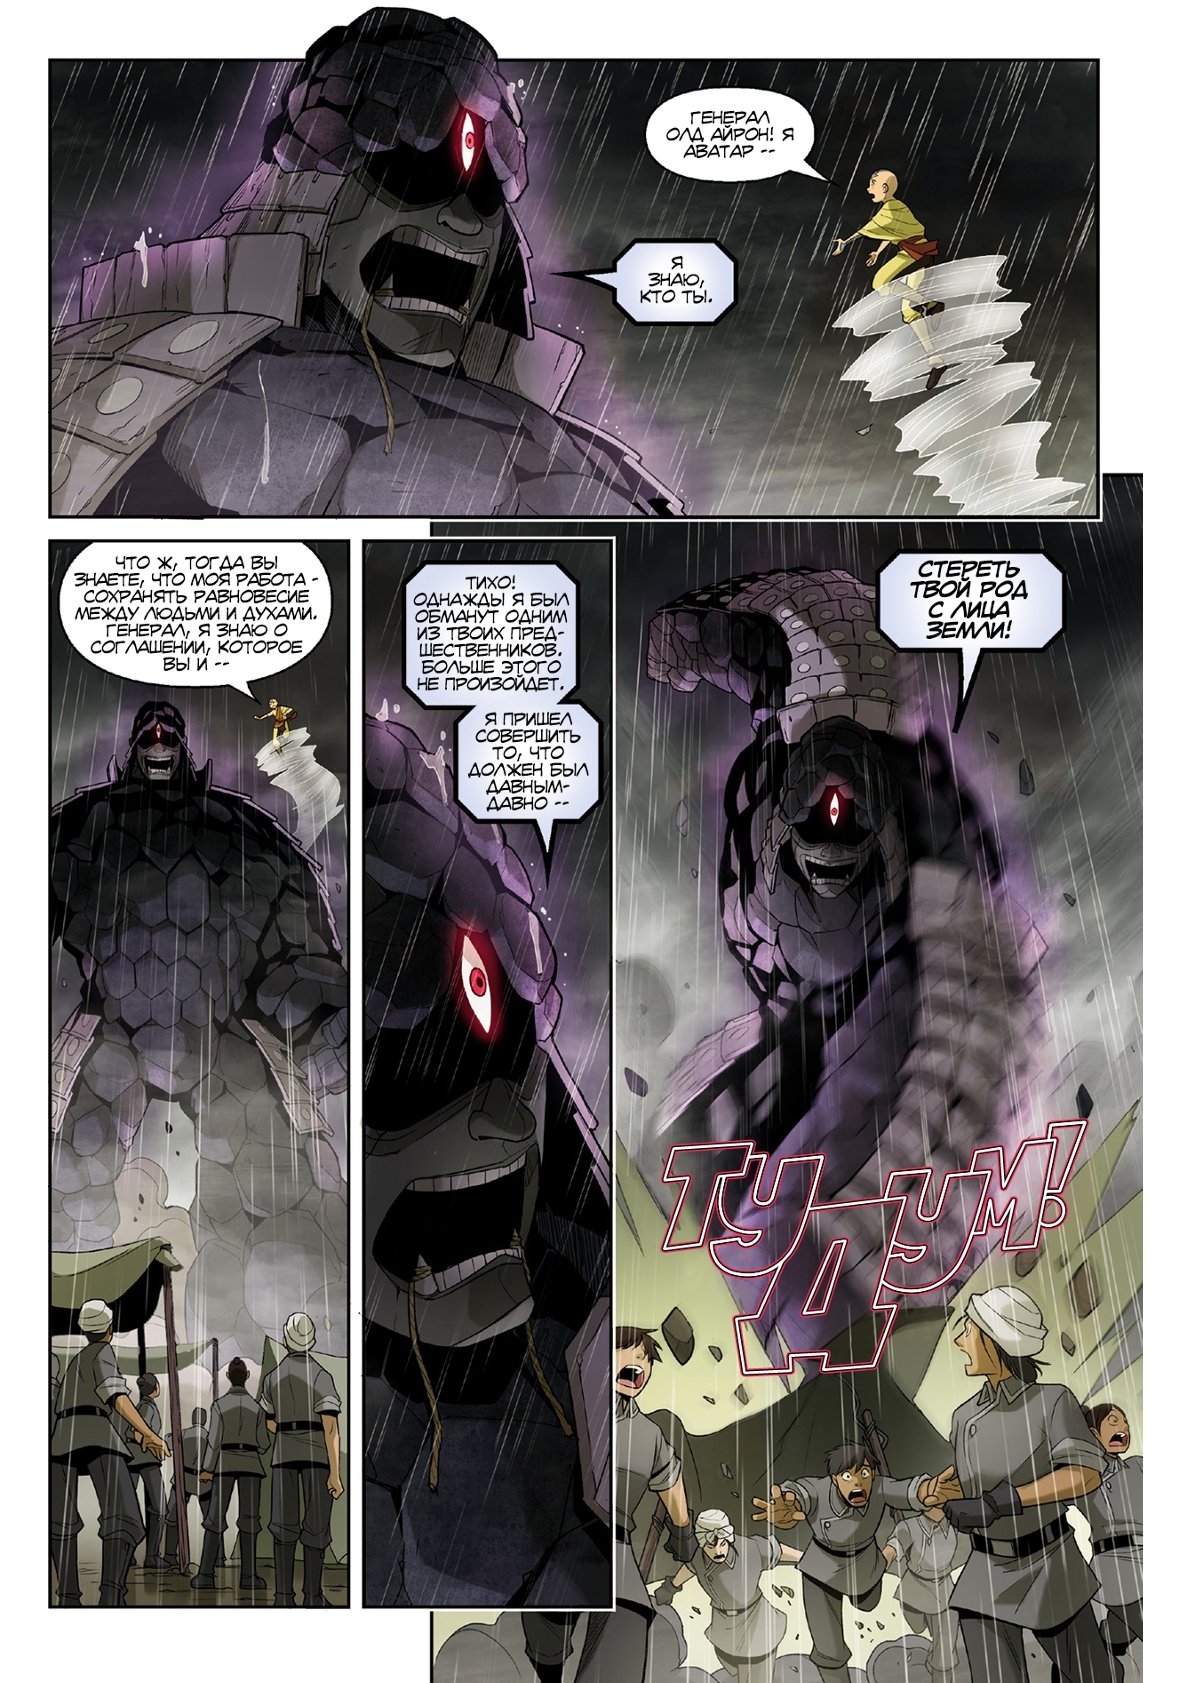 ГЕНЕРАЛ
ОЛД АЙРОН! Я
АВАТАР --
Я
ЗНАЮ,
КТО ТЫ.
ЧТО Ж, ТОГДА ВЫ
ЗНАЕТЕ, ЧТО МОЯ РАБОТА -
СОХРАНЯТЬ РАВНОВЕСИЕ
МЕЖДУ ЛЮДЬМИ И ДУХАМИ.
ГЕНЕРАЛ, Я ЗНАЮ О
СОГЛАШЕНИИ, КОТОРОЕ
ВЫ И --
ТИХО!
ОДНАЖДЫ Я БЫЛ
ОБМАНУТ ОДНИМ
ИЗ ТВОИХ ПРЕД-
ШЕСТВЕННИКОВ.
БОЛЬШЕ ЭТОГО
НЕ ПРОИЗОЙДЕТ.
Я ПРИШЕЛ
СОВЕРШИТЬ
ТО, ЧТО
ДОЛЖЕН БЫЛ
ДАВНЫМ-
ДАВНО --
СТЕРЕТЬ
ТВОЙ РОД
С ЛИЦА
ЗЕМЛИ!
ТУДУМ!